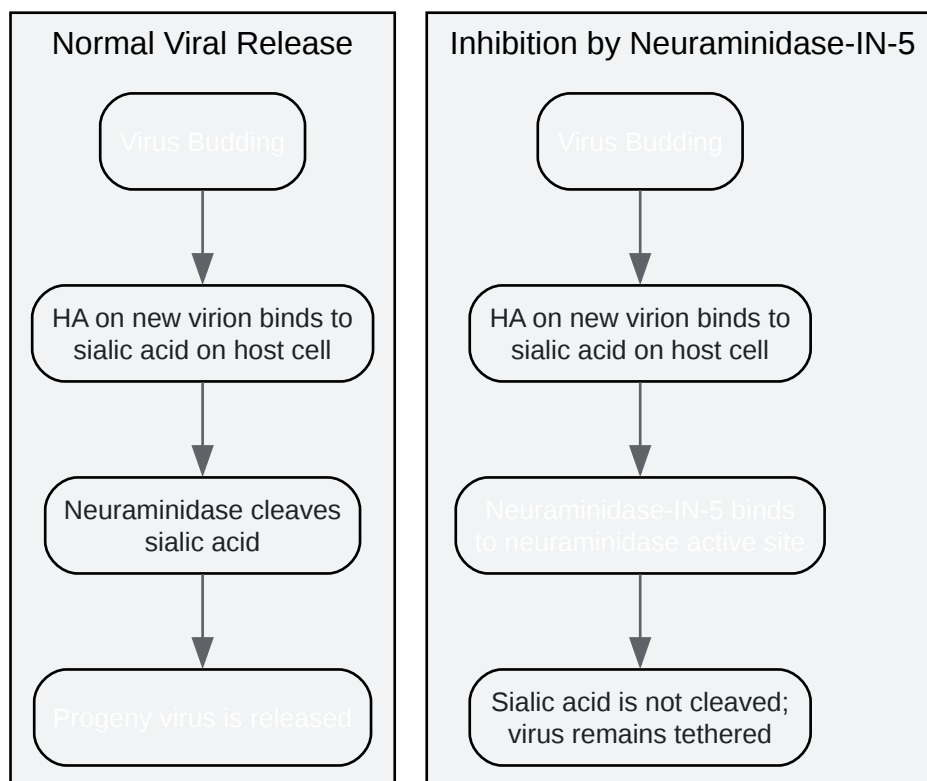 Normal Viral Release
Virus Budding
HA on new virion binds to
sialic acid on host cell
Neuraminidase cleaves
sialic acid
Progeny virus is released
Inhibition by Neuraminidase-IN-5
Virus Budding
HA on new virion binds to
sialic acid on host cell
Neuraminidase-IN-5 binds
to neuraminidase active site
Sialic acid is not cleaved;
virus remains tethered